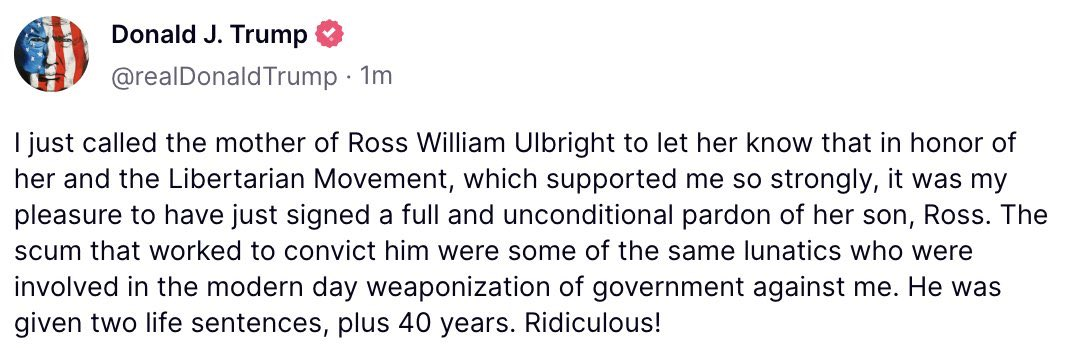 Donald J. Trump
@realDonaldTrump · 1m
I just called the mother of Ross William Ulbright to let her know that in honor of
her and the Libertarian Movement, which supported me so strongly, it was my
pleasure to have just signed a full and unconditional pardon of her son, Ross. The
scum that worked to convict him were some of the same lunatics who were
involved in the modern day weaponization of government against me. He was
given two life sentences, plus 40 years. Ridiculous!